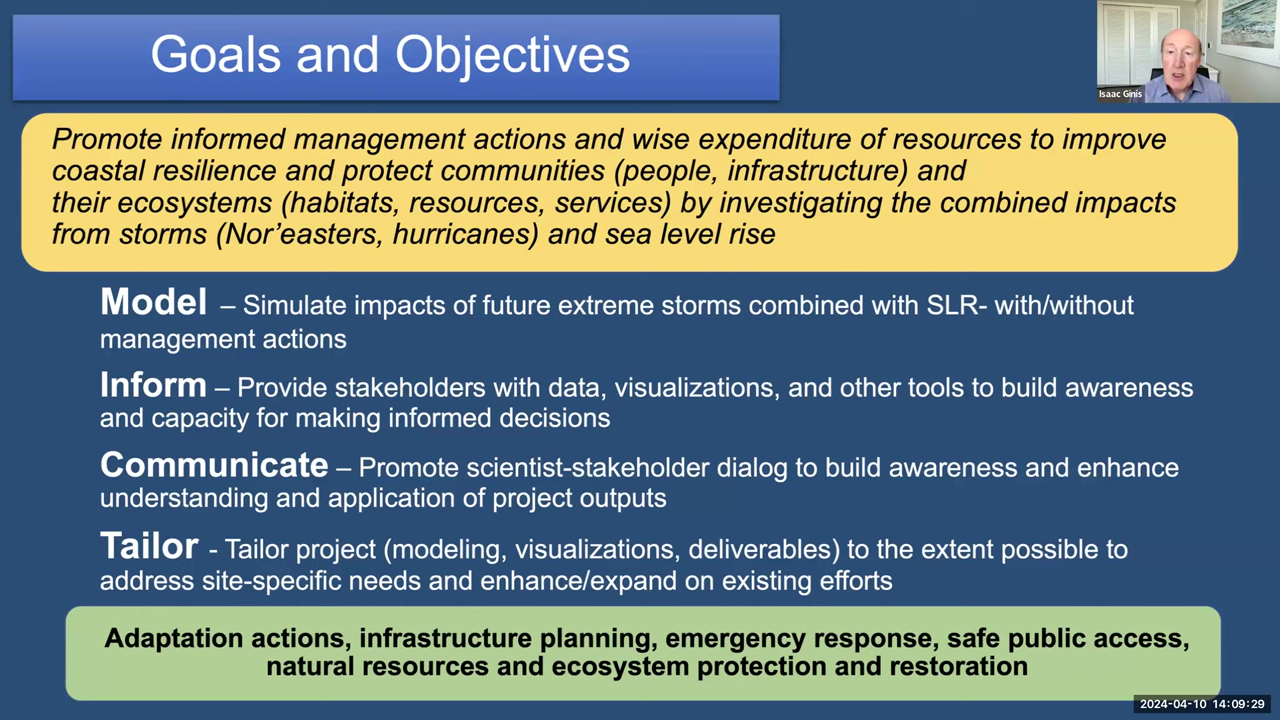 Goals and Objectives
Isaac Ginis
Promote informed management actions and wise expenditure of resources to improve
coastal resilience and protect communities (people, infrastructure) and
their ecosystems (habitats, resources, services) by investigating the combined impacts
from storms (Nor’easters, hurricanes) and sea level rise
Model – Simulate impacts of future extreme storms combined with SLR- with/without
management actions
Inform – Provide stakeholders with data, visualizations, and other tools to build awareness
and capacity for making informed decisions
Communicate – Promote scientist-stakeholder dialog to build awareness and enhance
understanding and application of project outputs
Tailor - Tailor project (modeling, visualizations, deliverables) to the extent possible to
address site-specific needs and enhance/expand on existing efforts
Adaptation actions, infrastructure planning, emergency response, safe public access,
natural resources and ecosystem protection and restoration
2024-04-10 14:09:29